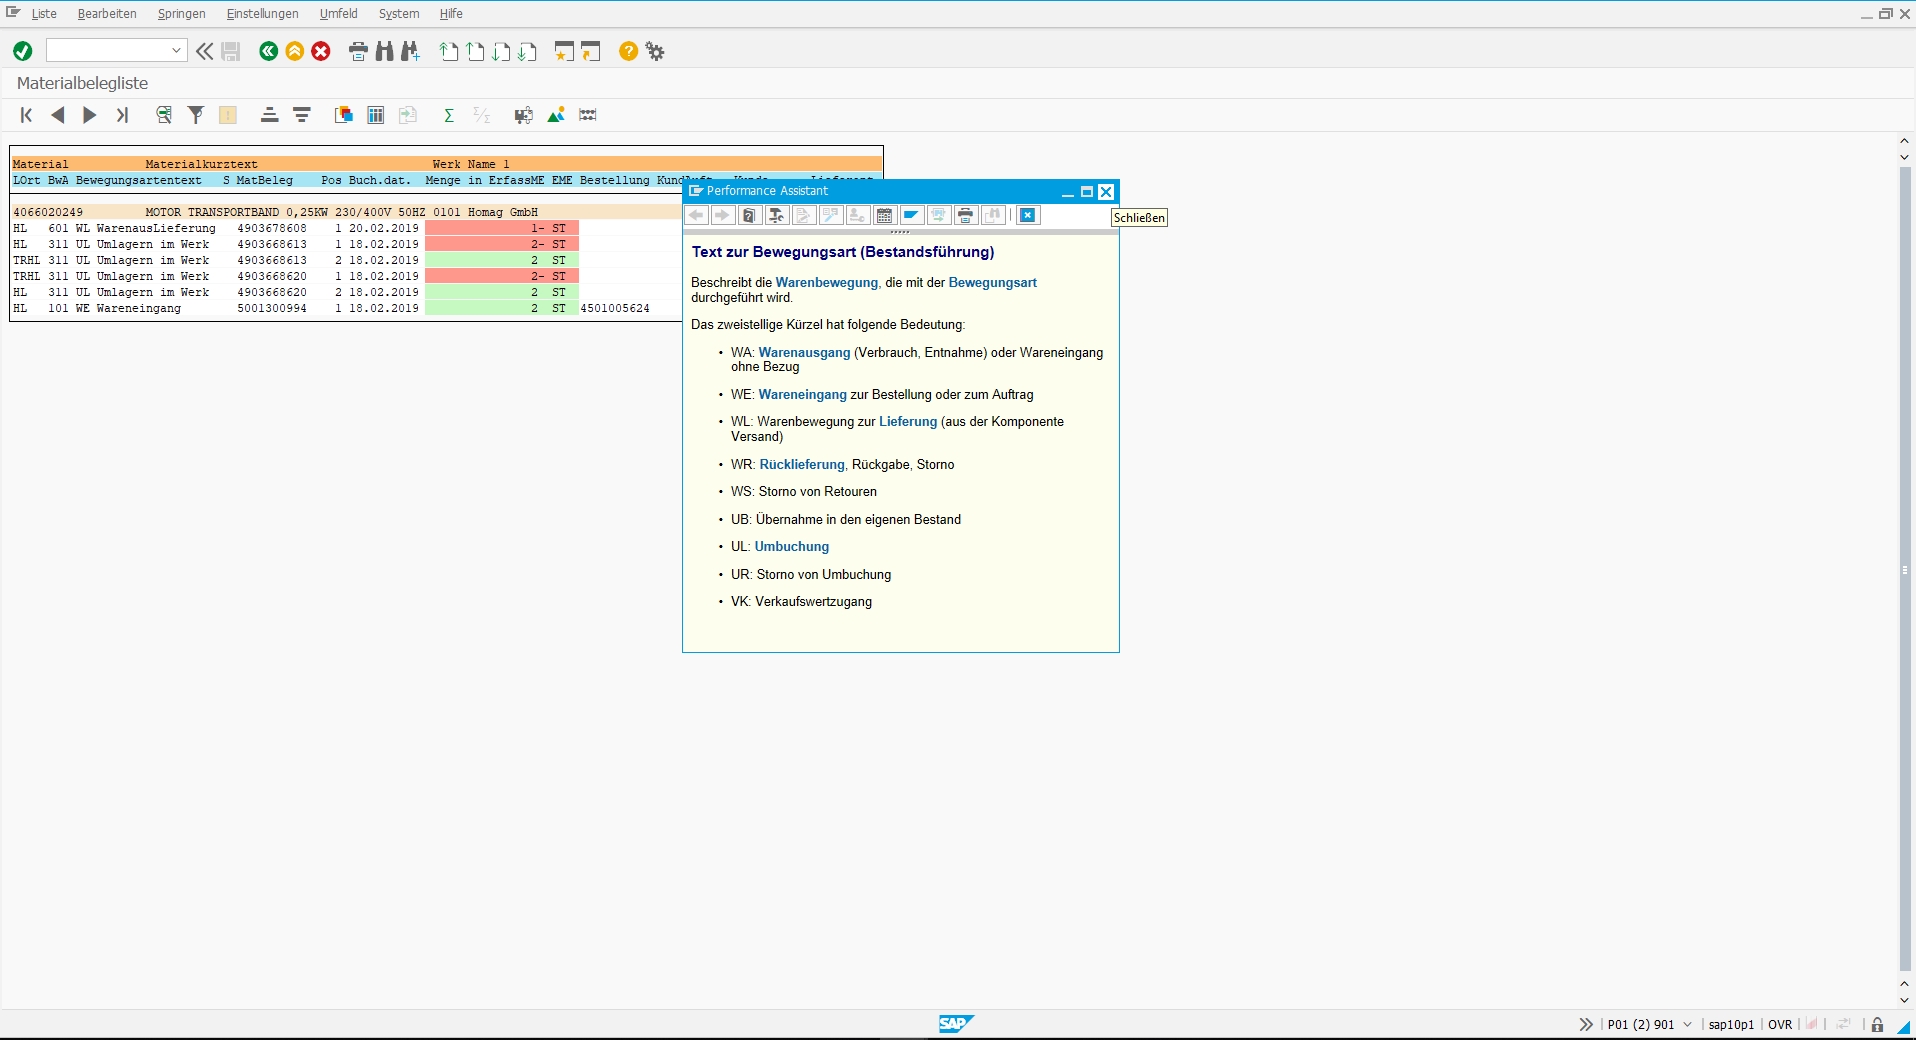 Liste Bearbeiten Springen Einstellungen Umfeld System Hilfe
Materialbelegliste
Material Materialkurztext Werk Name 1
LOrt BwA Bewegungsartentext S MatBeleg Pos Buch.dat. Menge in ErfassME EME Bestellung
4066020249 MOTOR TRANSPORTBAND 0,25KW 230/400V 50HZ 0101 Homag GmbH
HL 601 WL WarenausLieferung 4903678608 1 20.02.2019 1- ST
HL 311 UL Umlagern im Werk 4903668613 1 18.02.2019 2- ST
TRHL 311 UL Umlagern im Werk 4903668613 2 18.02.2019 2 ST
TRHL 311 UL Umlagern im Werk 4903668620 1 18.02.2019 2- ST
HL 311 UL Umlagern im Werk 4903668620 2 18.02.2019 2 ST
HL 101 WE Wareneingang 5001300994 1 18.02.2019 2 ST 4501005624
Performance Assistant
Schließen
Text zur Bewegungsart (Bestandsführung)
Beschreibt die Warenbewegung, die mit der Bewegungsart
durchgeführt wird.
Das zweistellige Kürzel hat folgende Bedeutung:
• WA: Warenausgang (Verbrauch, Entnahme) oder Wareneingang
ohne Bezug
• WE: Wareneingang zur Bestellung oder zum Auftrag
• WL: Warenbewegung zur Lieferung (aus der Komponente
Versand)
• WR: Rücklieferung, Rückgabe, Storno
• WS: Storno von Retouren
• UB: Übernahme in den eigenen Bestand
• UL: Umbuchung
• UR: Storno von Umbuchung
• VK: Verkaufswertzugang
SAP
P01 (2) 901 sap10p1 OVR